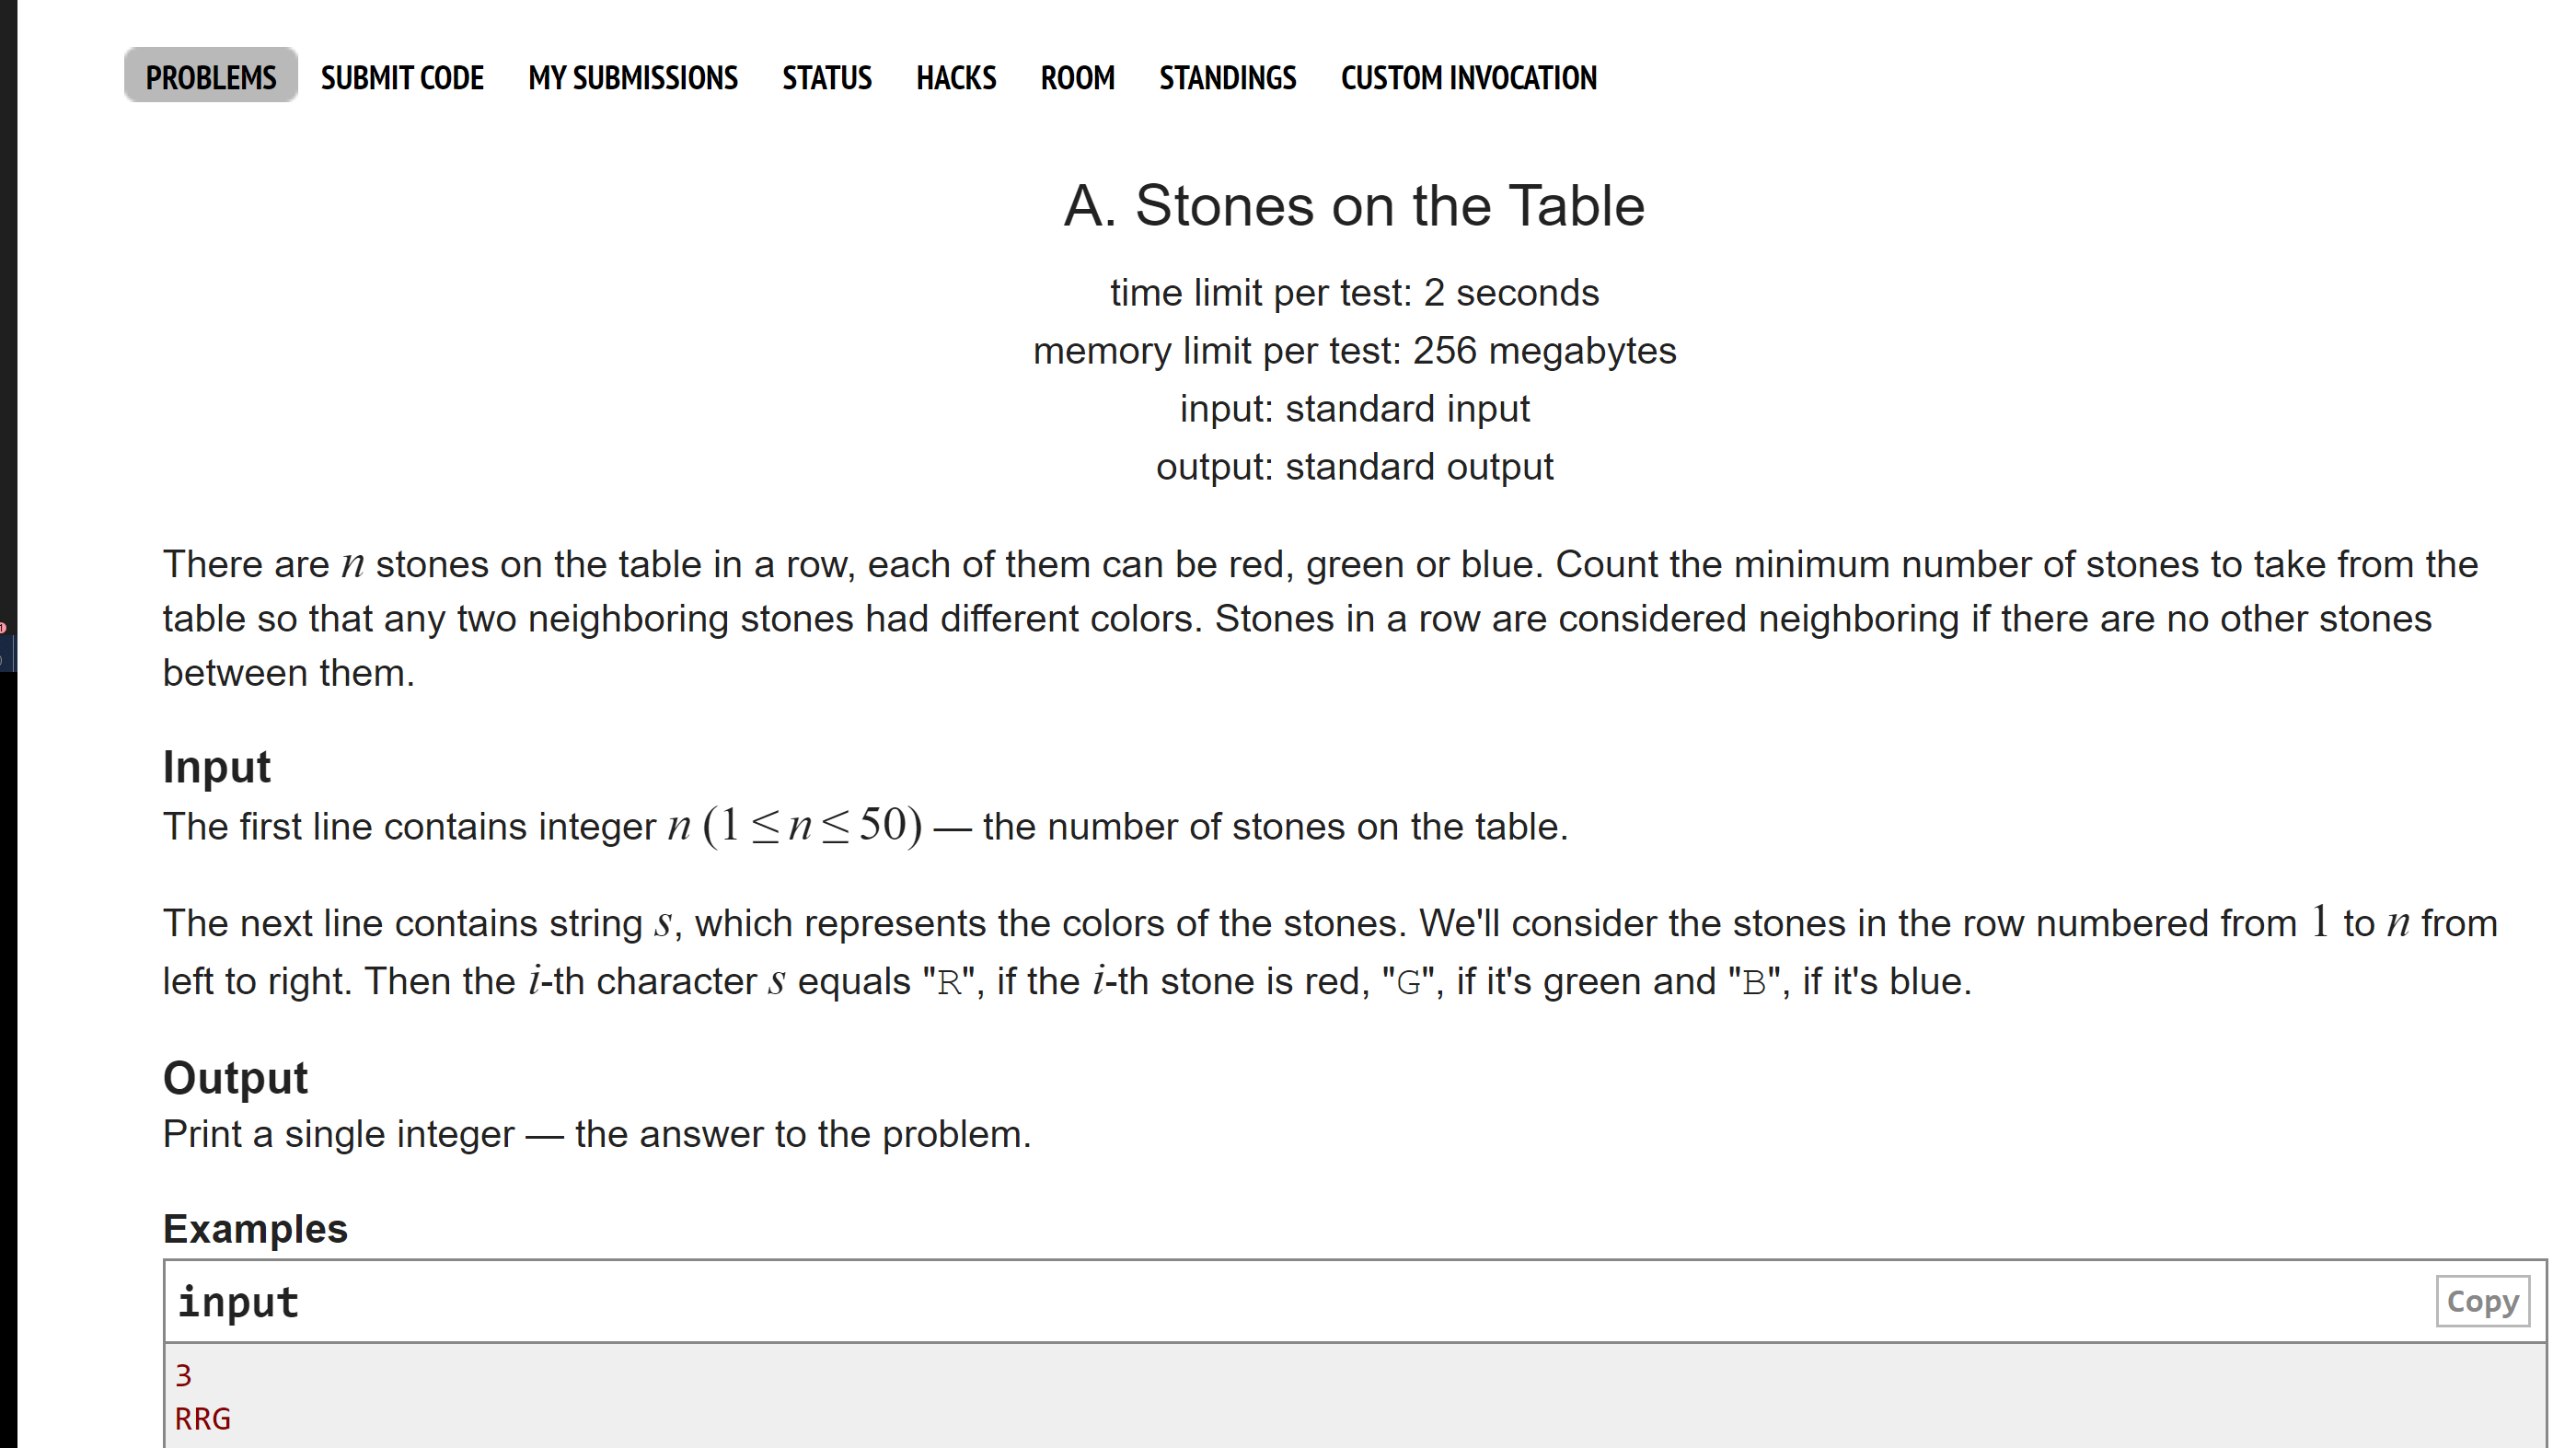 PROBLEMS SUBMIT CODE MY SUBMISSIONS STATUS HACKS ROOM STANDINGS CUSTOM INVOCATION
A. Stones on the Table
time limit per test: 2 seconds
memory limit per test: 256 megabytes
input: standard input
output: standard output
There are n stones on the table in a row, each of them can be red, green or blue. Count the minimum number of stones to take from the
table so that any two neighboring stones had different colors. Stones in a row are considered neighboring if there are no other stones
between them.
Input
The first line contains integer n (1 ≤ n ≤ 50) — the number of stones on the table.
The next line contains string s, which represents the colors of the stones. We'll consider the stones in the row numbered from 1 to n from
left to right. Then the i-th character s equals "R", if the i-th stone is red, "G", if it's green and "B", if it's blue.
Output
Print a single integer — the answer to the problem.
Examples
input Copy
3
RRG